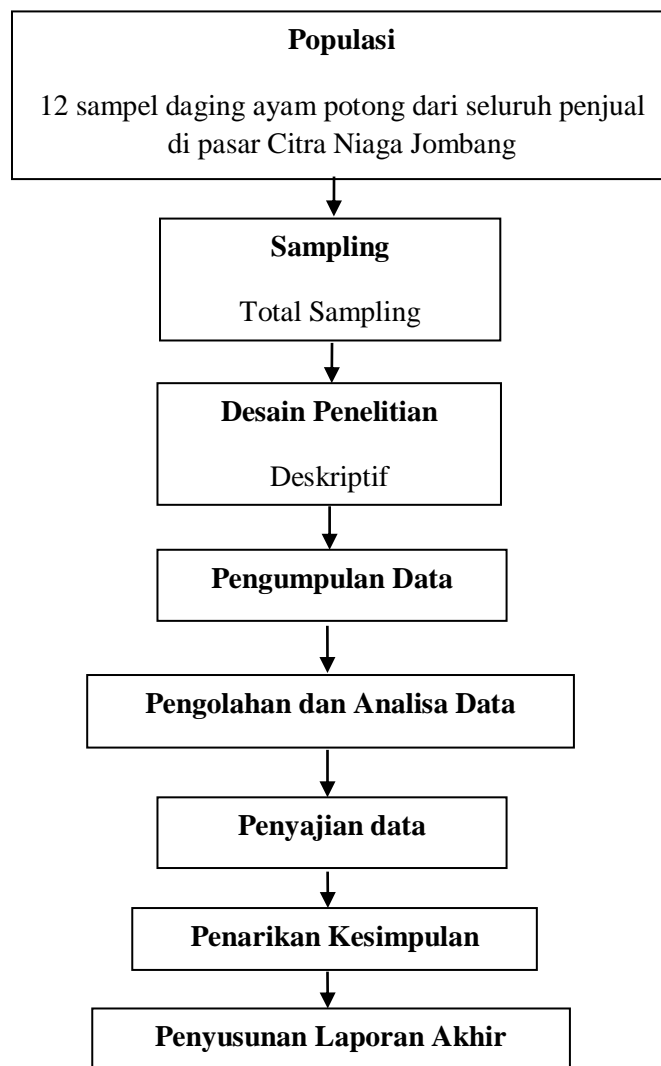 Populasi
12 sampel daging ayam potong dari seluruh penjual
di pasar Citra Niaga Jombang
Sampling
Total Sampling
Desain Penelitian
Deskriptif
Pengumpulan Data
Pengolahan dan Analisa Data
Penyajian data
Penarikan Kesimpulan
Penyusunan Laporan Akhir